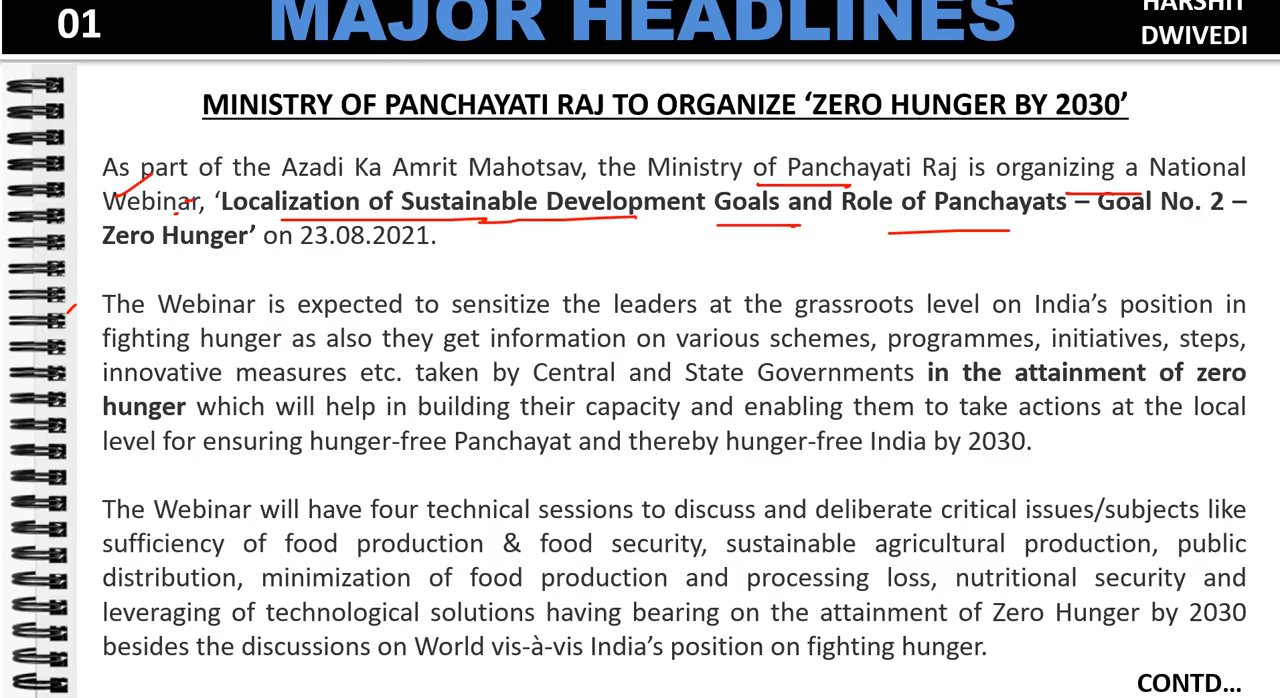 01
MAJOR HEADLINES
HARSHIT
DWIVEDI
MINISTRY OF PANCHAYATI RAJ TO ORGANIZE ‘ZERO HUNGER BY 2030’
As part of the Azadi Ka Amrit Mahotsav, the Ministry of Panchayati Raj is organizing a National
Webinar, ‘Localization of Sustainable Development Goals and Role of Panchayats – Goal No. 2 –
Zero Hunger’ on 23.08.2021.
The Webinar is expected to sensitize the leaders at the grassroots level on India’s position in
fighting hunger as also they get information on various schemes, programmes, initiatives, steps,
innovative measures etc. taken by Central and State Governments in the attainment of zero
hunger which will help in building their capacity and enabling them to take actions at the local
level for ensuring hunger-free Panchayat and thereby hunger-free India by 2030.
The Webinar will have four technical sessions to discuss and deliberate critical issues/subjects like
sufficiency of food production & food security, sustainable agricultural production, public
distribution, minimization of food production and processing loss, nutritional security and
leveraging of technological solutions having bearing on the attainment of Zero Hunger by 2030
besides the discussions on World vis-à-vis India’s position on fighting hunger.
CONTD...